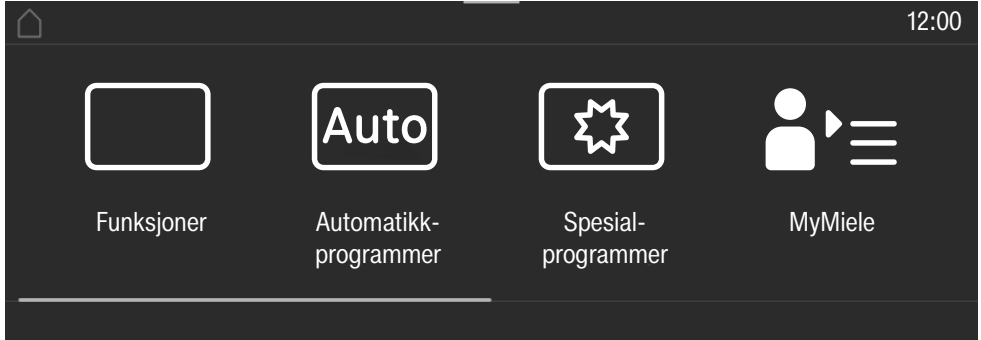 12:00
Auto
Funksjoner
Automatikk-
programmer
Spesial-
programmer
MyMiele